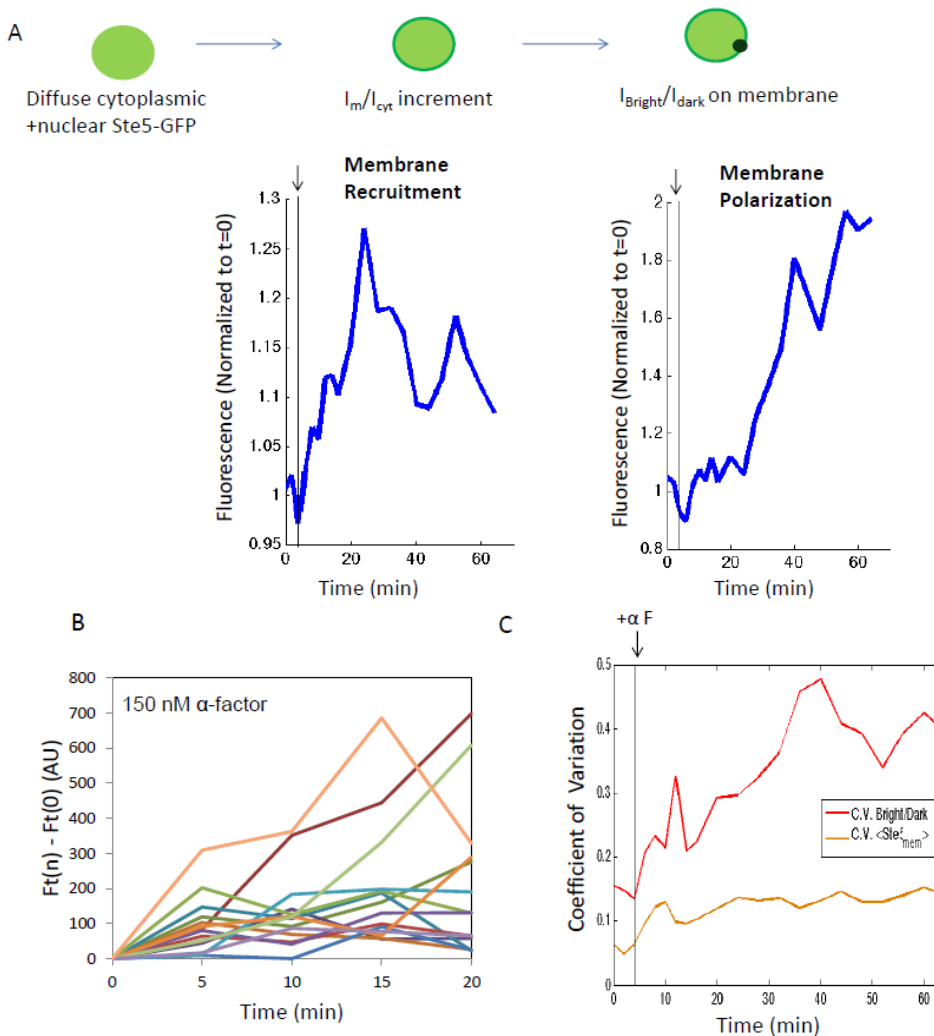 A
Diffuse cytoplasmic
+nuclear Ste5-GFP
Im/Icyt increment
IBright/Idark on membrane
Membrane
Recruitment
Fluorescence (Normalized to t=0)
1.3
1.25
1.2
1.15
1.1
1.05
1
0.95
0 20 40 60
Time (min)
Membrane
Polarization
Fluorescence (Normalized to t=0)
2
1.8
1.6
1.4
1.2
1
0.8
0 20 40 60
Time (min)
B
150 nM α-factor
Ft(n) - Ft(0) (AU)
800
700
600
500
400
300
200
100
0
0 5 10 15 20
Time (min)
C
+α F
Coefficient of Variation
0.5
0.4
0.3
0.2
0.1
0
0 10 20 30 40 50 60
C.V. Bright/Dark
C.V. <Ste5mem>
Time (min)